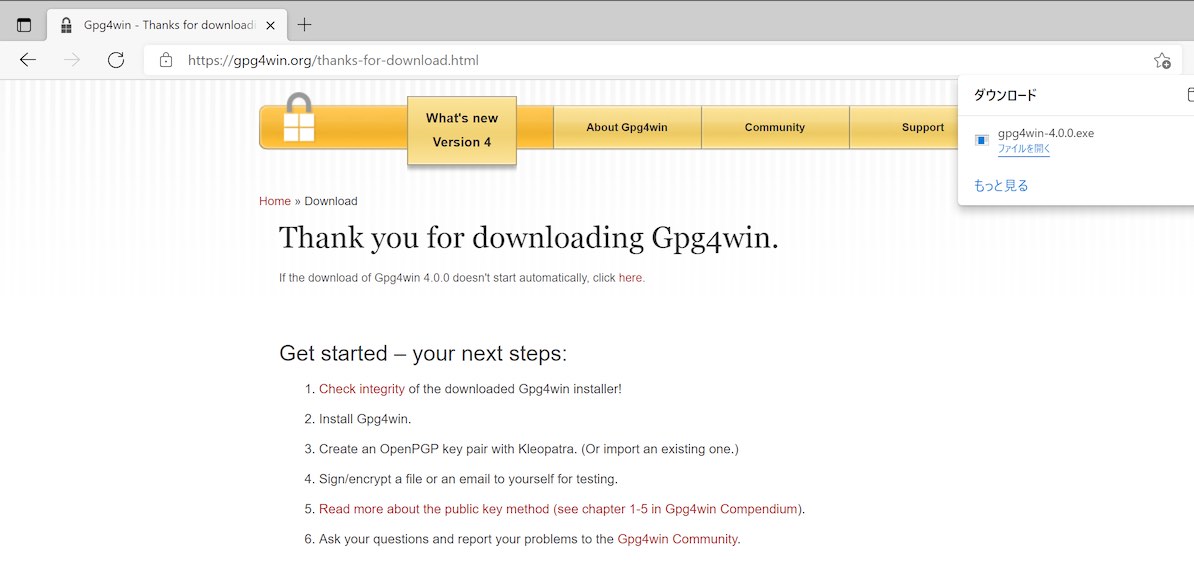 Gpg4win - Thanks for downloadi
https://gpg4win.org/thanks-for-download.html
ダウンロード
gpg4win-4.0.0.exe
ファイルを開く
もっと見る
What's new
Version 4
About Gpg4win
Community
Support
Home » Download
Thank you for downloading Gpg4win.
If the download of Gpg4win 4.0.0 doesn't start automatically, click here.
Get started – your next steps:
1. Check integrity of the downloaded Gpg4win installer!
2. Install Gpg4win.
3. Create an OpenPGP key pair with Kleopatra. (Or import an existing one.)
4. Sign/encrypt a file or an email to yourself for testing.
5. Read more about the public key method (see chapter 1-5 in Gpg4win Compendium).
6. Ask your questions and report your problems to the Gpg4win Community.